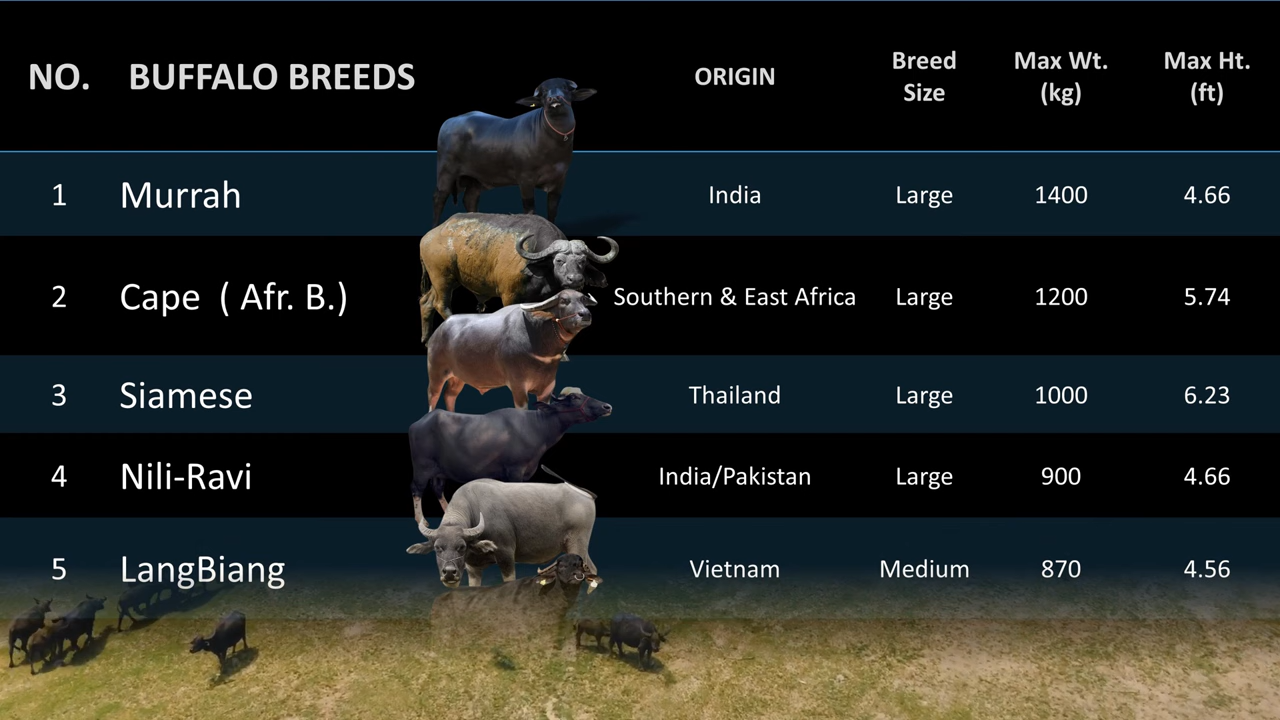 NO. BUFFALO BREEDS ORIGIN Breed Size Max Wt. (kg) Max Ht. (ft)
1 Murrah India Large 1400 4.66
2 Cape ( Afr. B.) Southern & East Africa Large 1200 5.74
3 Siamese Thailand Large 1000 6.23
4 Nili-Ravi India/Pakistan Large 900 4.66
5 LangBiang Vietnam Medium 870 4.56